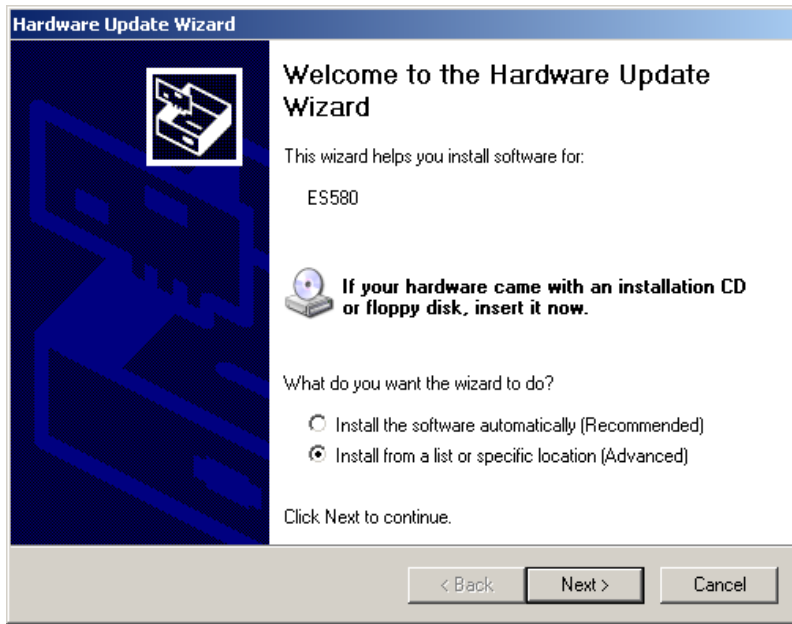 Hardware Update Wizard
Welcome to the Hardware Update
Wizard
This wizard helps you install software for:
ES580
If your hardware came with an installation CD
or floppy disk, insert it now.
What do you want the wizard to do?
Install the software automatically (Recommended)
Install from a list or specific location (Advanced)
Click Next to continue.
< Back
Next >
Cancel